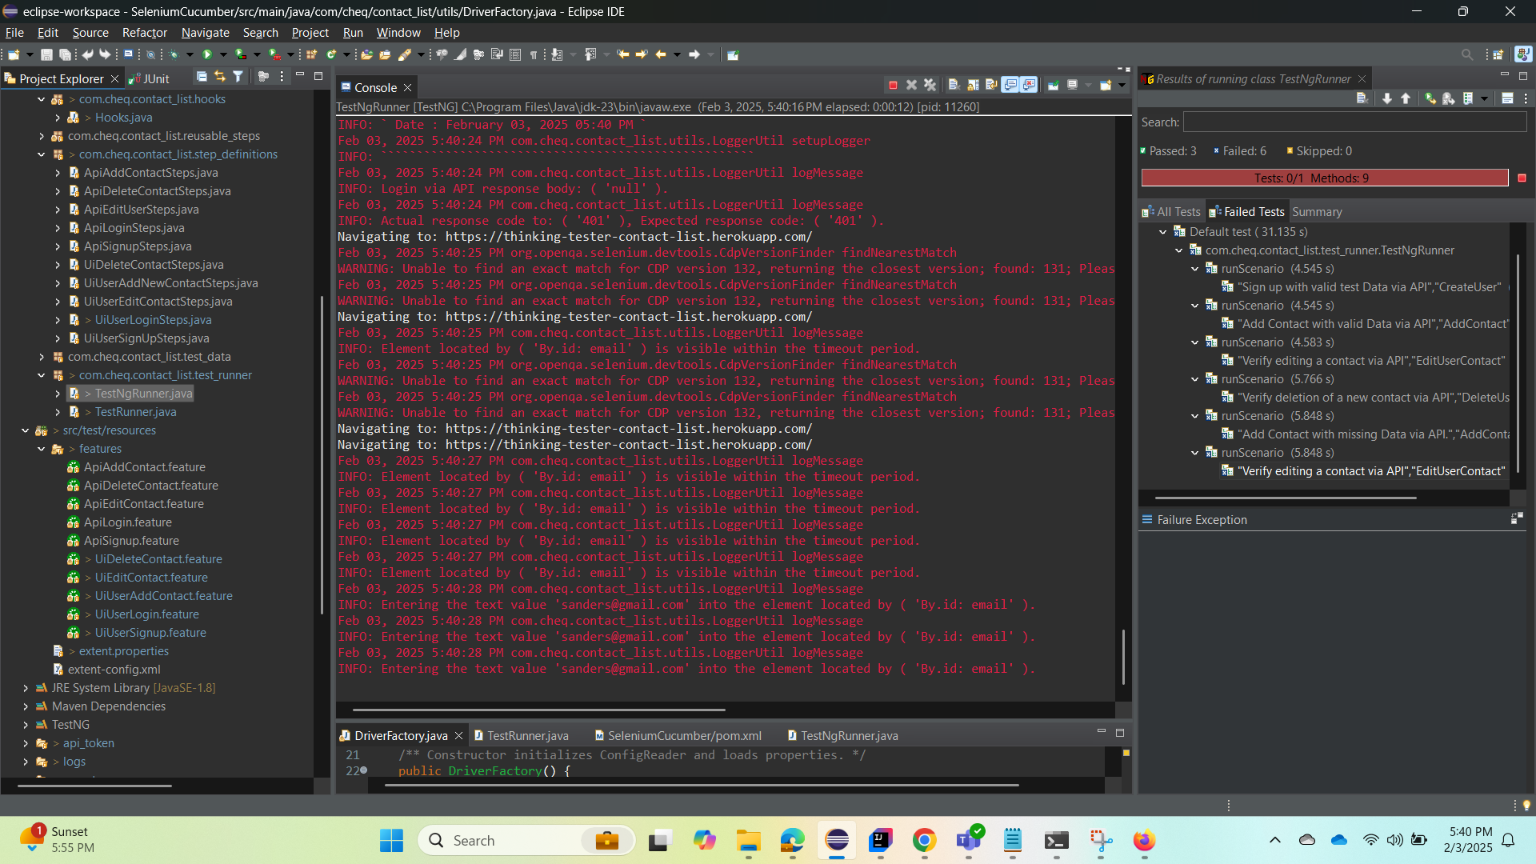 eclipse-workspace - SeleniumCucumber/src/main/java/com/cheq/contact_list/utils/DriverFactory.java - Eclipse IDE
File Edit Source Refactor Navigate Search Project Run Window Help
Project Explorer JUnit
com.cheq.contact_list.hooks
> Hooks.java
com.cheq.contact_list.reusable_steps
com.cheq.contact_list.step_definitions
ApiAddContactSteps.java
ApiDeleteContactSteps.java
ApiEditUserSteps.java
ApiLoginSteps.java
ApiSignupSteps.java
UiDeleteContactSteps.java
UiUserAddNewContactSteps.java
UiUserEditContactSteps.java
> UiUserLoginSteps.java
UiUserSignUpSteps.java
com.cheq.contact_list.test_data
> com.cheq.contact_list.test_runner
> TestNgRunner.java
> TestRunner.java
> src/test/resources
> features
ApiAddContact.feature
ApiDeleteContact.feature
ApiEditContact.feature
ApiLogin.feature
ApiSignup.feature
> UiDeleteContact.feature
> UiEditContact.feature
> UiUserAddContact.feature
> UiUserLogin.feature
> UiUserSignup.feature
> extent.properties
extent-config.xml
JRE System Library [JavaSE-1.8]
Maven Dependencies
TestNG
> api_token
> logs
Console
TestNgRunner [TestNG] C:\Program Files\Java\jdk-23\bin\javaw.exe (Feb 3, 2025, 5:40:16 PM elapsed: 0:00:12) [pid: 11260]
INFO: ` Date : February 03, 2025 05:40 PM `
Feb 03, 2025 5:40:24 PM com.cheq.contact_list.utils.LoggerUtil setupLogger
INFO: ````````````````````````````````````````````````````
Feb 03, 2025 5:40:24 PM com.cheq.contact_list.utils.LoggerUtil logMessage
INFO: Login via API response body: ( 'null' ).
Feb 03, 2025 5:40:24 PM com.cheq.contact_list.utils.LoggerUtil logMessage
INFO: Actual response code to: ( '401' ), Expected response code: ( '401' ).
Navigating to: https://thinking-tester-contact-list.herokuapp.com/
Feb 03, 2025 5:40:25 PM org.openqa.selenium.devtools.CdpVersionFinder findNearestMatch
WARNING: Unable to find an exact match for CDP version 132, returning the closest version; found: 131; Pleas
Feb 03, 2025 5:40:25 PM org.openqa.selenium.devtools.CdpVersionFinder findNearestMatch
WARNING: Unable to find an exact match for CDP version 132, returning the closest version; found: 131; Pleas
Navigating to: https://thinking-tester-contact-list.herokuapp.com/
Feb 03, 2025 5:40:25 PM com.cheq.contact_list.utils.LoggerUtil logMessage
INFO: Element located by ( 'By.id: email' ) is visible within the timeout period.
Feb 03, 2025 5:40:25 PM org.openqa.selenium.devtools.CdpVersionFinder findNearestMatch
WARNING: Unable to find an exact match for CDP version 132, returning the closest version; found: 131; Pleas
Feb 03, 2025 5:40:25 PM org.openqa.selenium.devtools.CdpVersionFinder findNearestMatch
WARNING: Unable to find an exact match for CDP version 132, returning the closest version; found: 131; Pleas
Navigating to: https://thinking-tester-contact-list.herokuapp.com/
Navigating to: https://thinking-tester-contact-list.herokuapp.com/
Feb 03, 2025 5:40:27 PM com.cheq.contact_list.utils.LoggerUtil logMessage
INFO: Element located by ( 'By.id: email' ) is visible within the timeout period.
Feb 03, 2025 5:40:27 PM com.cheq.contact_list.utils.LoggerUtil logMessage
INFO: Element located by ( 'By.id: email' ) is visible within the timeout period.
Feb 03, 2025 5:40:27 PM com.cheq.contact_list.utils.LoggerUtil logMessage
INFO: Element located by ( 'By.id: email' ) is visible within the timeout period.
Feb 03, 2025 5:40:27 PM com.cheq.contact_list.utils.LoggerUtil logMessage
INFO: Element located by ( 'By.id: email' ) is visible within the timeout period.
Feb 03, 2025 5:40:28 PM com.cheq.contact_list.utils.LoggerUtil logMessage
INFO: Entering the text value 'sanders@gmail.com' into the element located by ( 'By.id: email' ).
Feb 03, 2025 5:40:28 PM com.cheq.contact_list.utils.LoggerUtil logMessage
INFO: Entering the text value 'sanders@gmail.com' into the element located by ( 'By.id: email' ).
Feb 03, 2025 5:40:28 PM com.cheq.contact_list.utils.LoggerUtil logMessage
INFO: Entering the text value 'sanders@gmail.com' into the element located by ( 'By.id: email' ).
DriverFactory.java TestRunner.java SeleniumCucumber/pom.xml TestNgRunner.java
21 /** Constructor initializes ConfigReader and loads properties. */
22 public DriverFactory() {
Results of running class TestNgRunner
Search:
Passed: 3 Failed: 6 Skipped: 0
Tests: 0/1 Methods: 9
All Tests Failed Tests Summary
Default test ( 31.135 s)
com.cheq.contact_list.test_runner.TestNgRunner
runScenario (4.545 s)
"Sign up with valid test Data via API","CreateUser" (
runScenario (4.545 s)
"Add Contact with valid Data via API","AddContact"
runScenario (4.583 s)
"Verify editing a contact via API","EditUserContact"
runScenario (5.766 s)
"Verify deletion of a new contact via API","DeleteUs
runScenario (5.848 s)
"Add Contact with missing Data via API.","AddConta
runScenario (5.848 s)
"Verify editing a contact via API","EditUserContact"
Failure Exception
1
Sunset
5:55 PM
Search
5:40 PM
2/3/2025